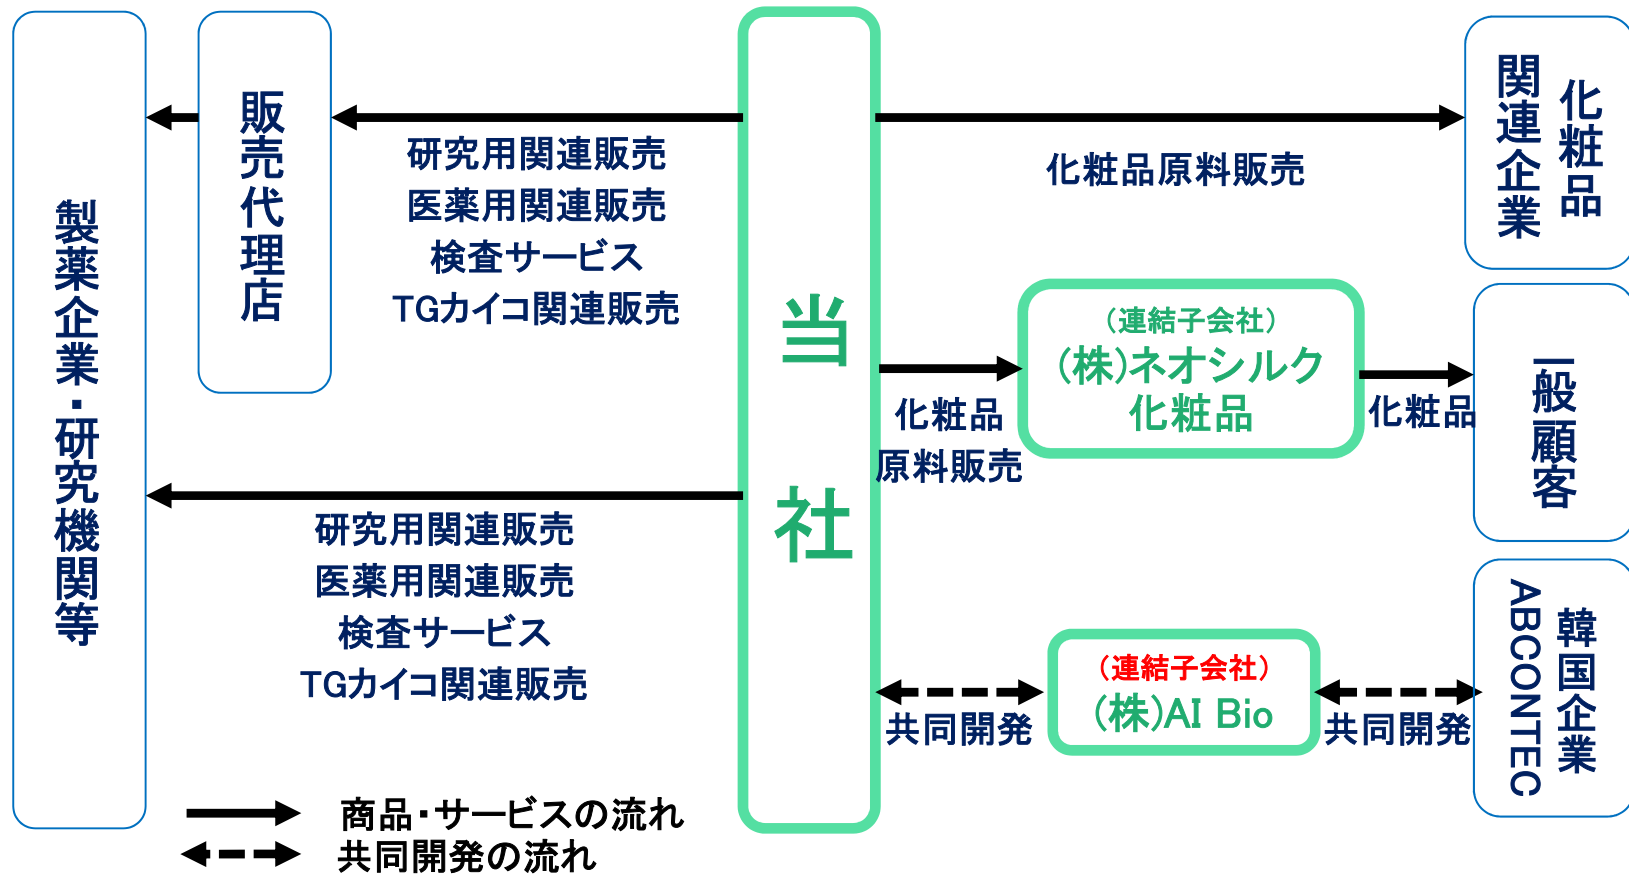 製薬企業・研究機関等
販売代理店
研究用関連販売
医薬用関連販売
検査サービス
TGカイコ関連販売
研究用関連販売
医薬用関連販売
検査サービス
TGカイコ関連販売
当社
化粧品原料販売
化粧品
関連企業
化粧品
原料販売
（連結子会社）
(株)ネオシルク
化粧品
化粧品
一般顧客
共同開発
（連結子会社）
(株)AI Bio
共同開発
韓国企業
ABCONTEC
商品・サービスの流れ
共同開発の流れ